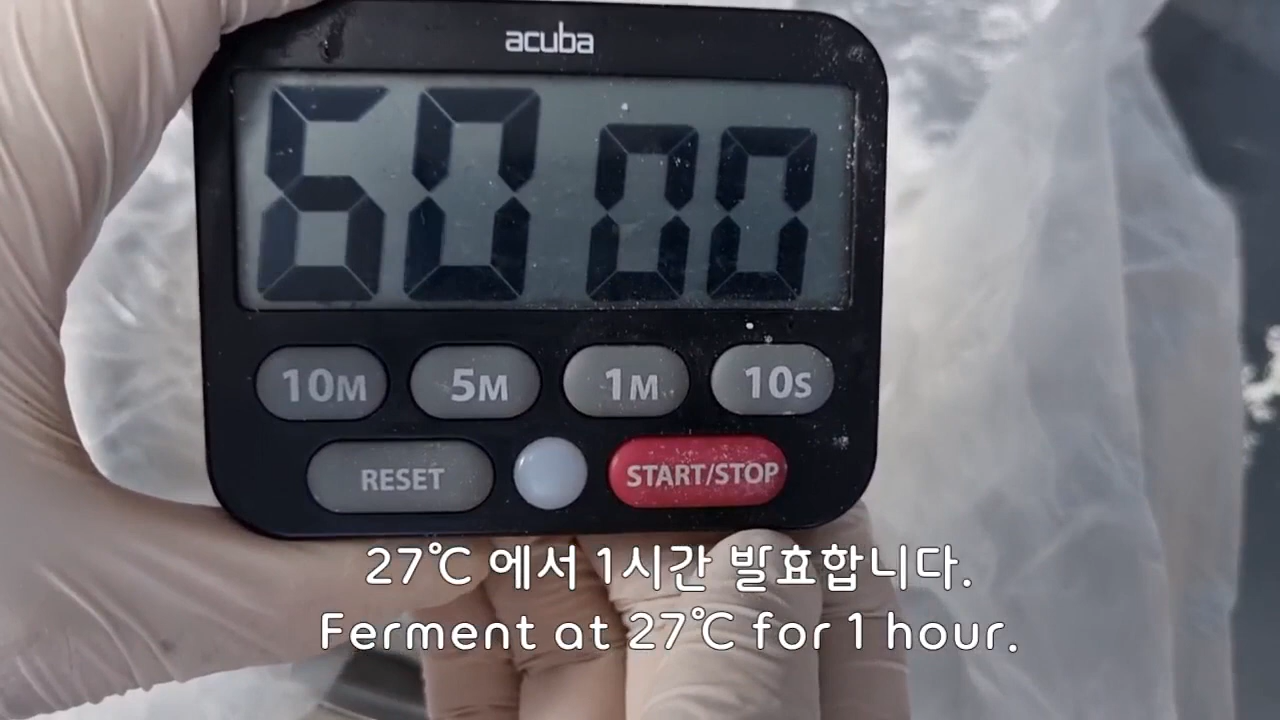 acuba
60 00
10M 5M 1M 10S
RESET START/STOP
27℃ 에서 1시간 발효합니다.
Ferment at 27℃ for 1 hour.